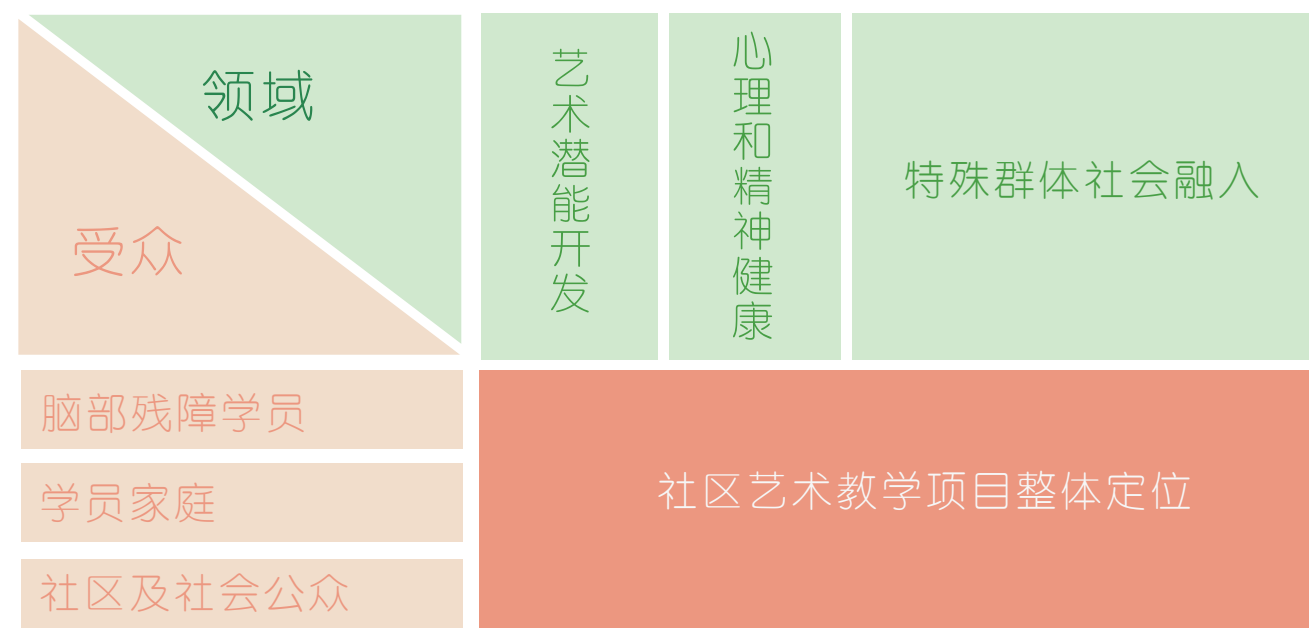 领域
受众
艺术潜能开发
心理和精神健康
特殊群体社会融入
脑部残障学员
学员家庭
社区及社会公众
社区艺术教学项目整体定位